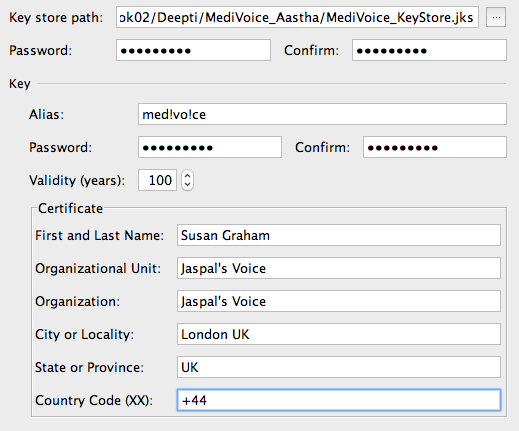 Key store path: ok02/Deepti/MediVoice_Aastha/MediVoice_KeyStore.jks ...
Password: ●●●●●●●●● Confirm: ●●●●●●●●●
Key
Alias: med!vo!ce
Password: ●●●●●●●●● Confirm: ●●●●●●●●●
Validity (years): 100
Certificate
First and Last Name: Susan Graham
Organizational Unit: Jaspal's Voice
Organization: Jaspal's Voice
City or Locality: London UK
State or Province: UK
Country Code (XX): +44